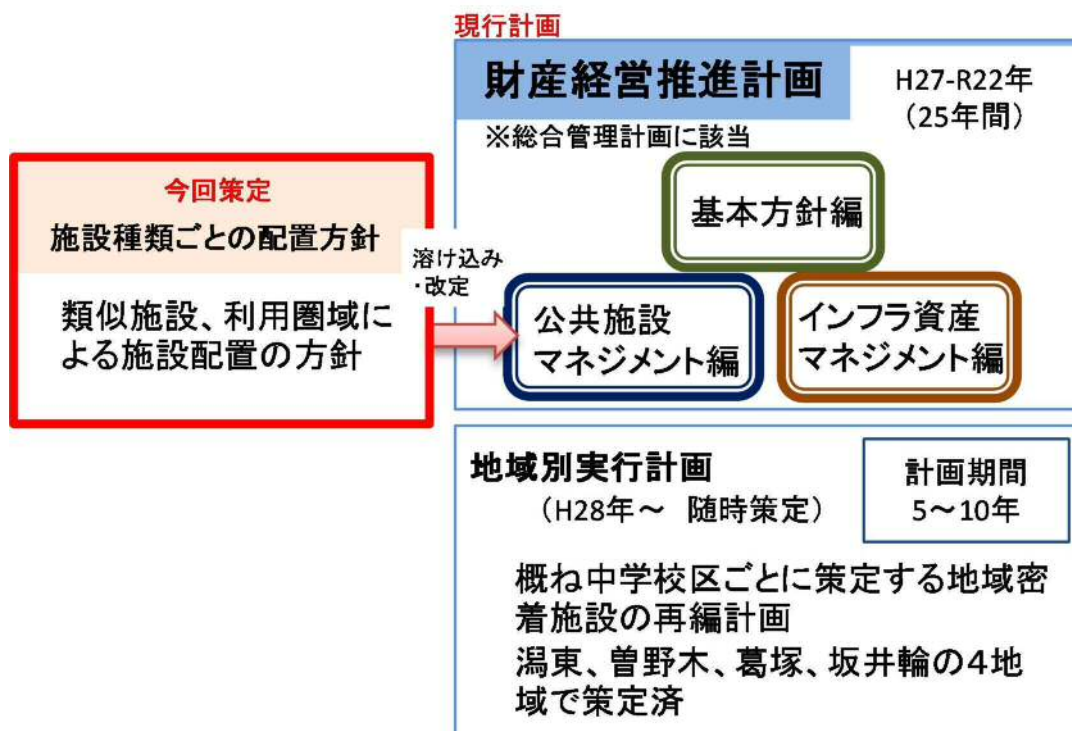 現行計画
財産経営推進計画
H27-R22年
(25年間)
※総合管理計画に該当
基本方針編
公共施設
マネジメント編
インフラ資産
マネジメント編
今回策定
施設種類ごとの配置方針
類似施設、利用圏域に
よる施設配置の方針
溶け込み
・改定
地域別実行計画
(H28年～ 随時策定)
計画期間
5～10年
概ね中学校区ごとに策定する地域密
着施設の再編計画
潟東、曽野木、葛塚、坂井輪の4地
域で策定済